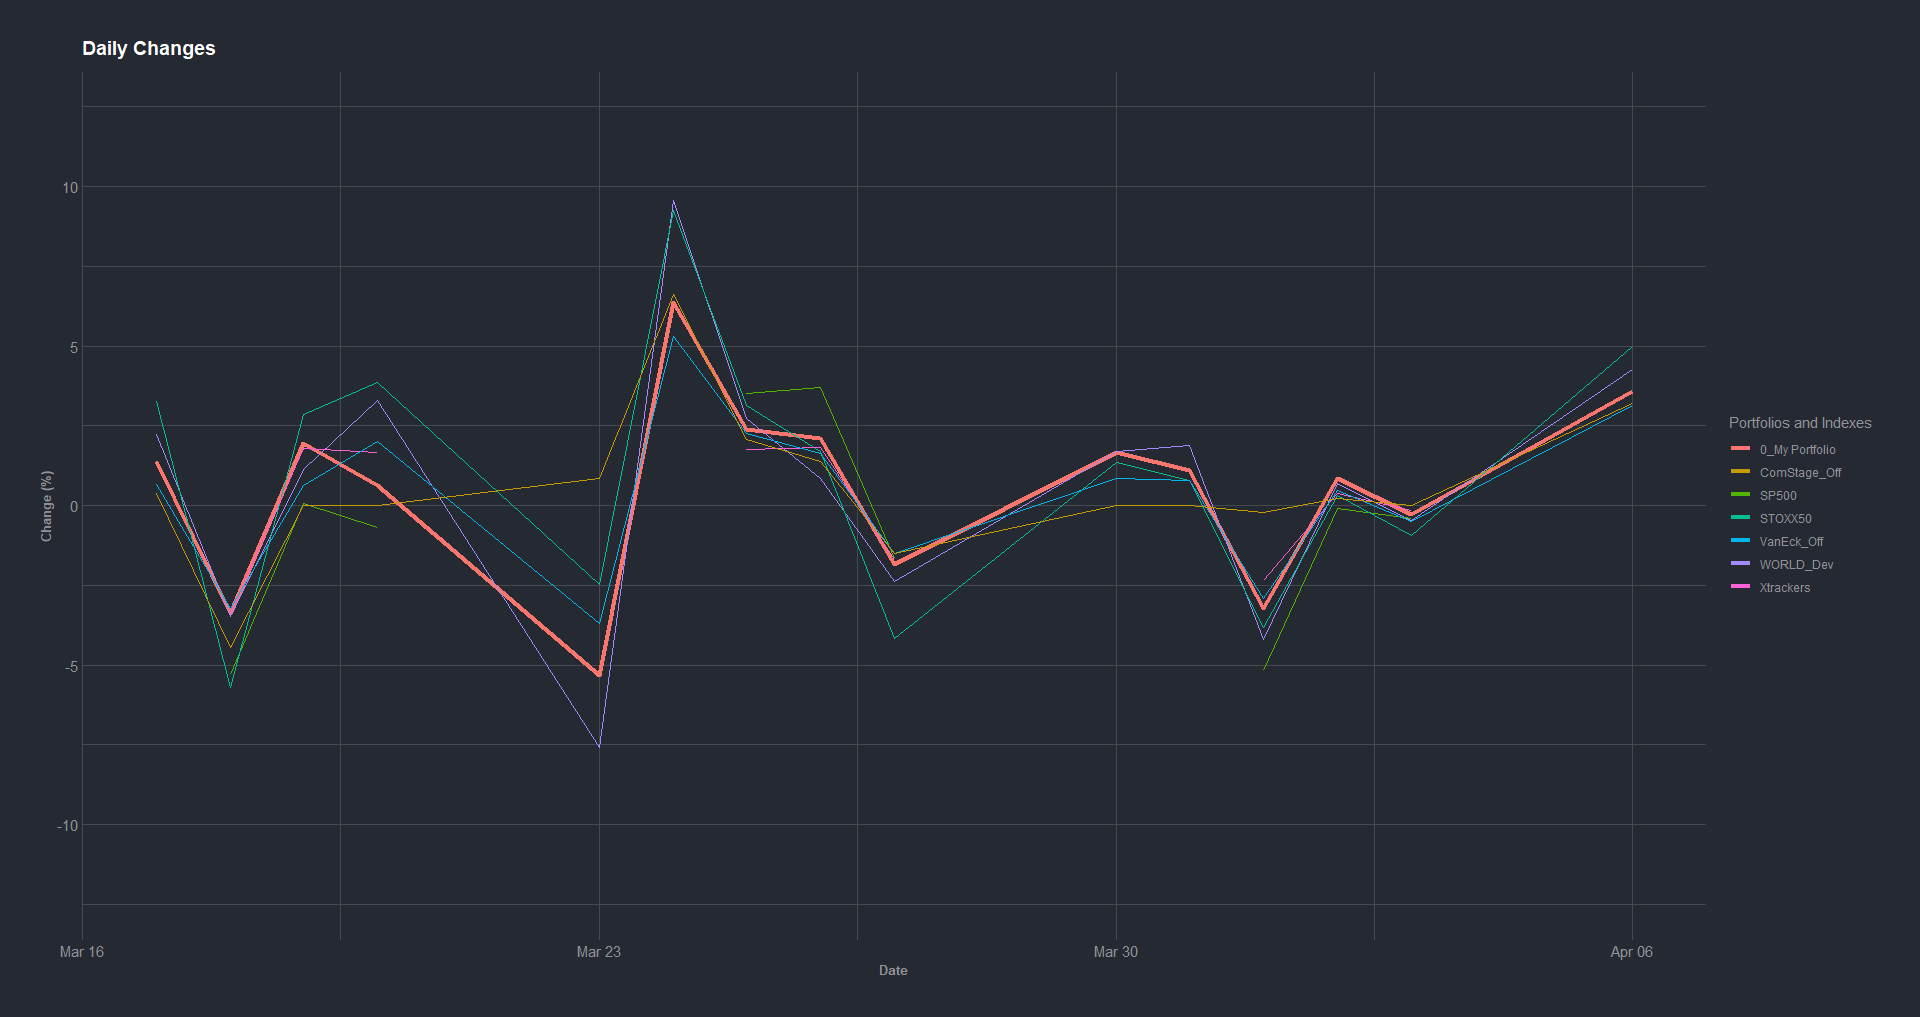 Daily Changes
10
5
0
-5
-10
Change (%)
Mar 16
Mar 23
Mar 30
Apr 06
Date
Portfolios and Indexes
0_My Portfolio
ComStage_Off
SP500
STOXX50
VanEck_Off
WORLD_Dev
Xtrackers